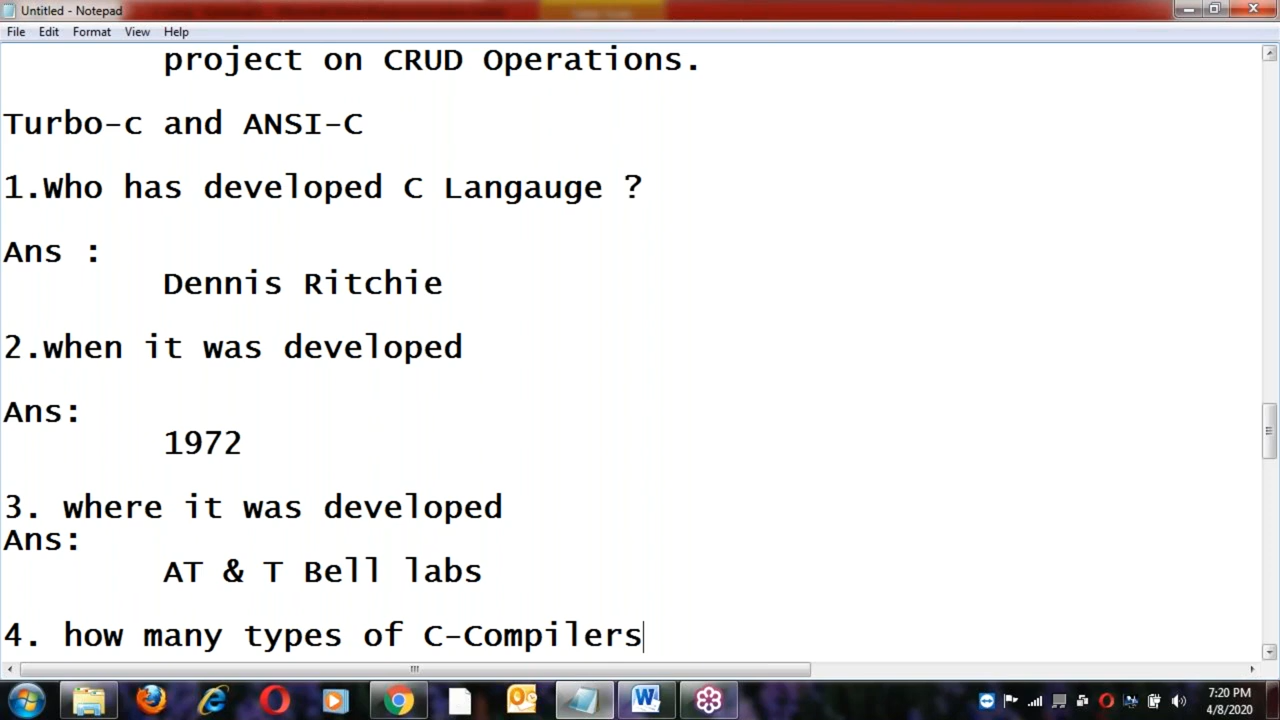 Untitled - Notepad
File Edit Format View Help
project on CRUD Operations.
Turbo-c and ANSI-C
1.Who has developed C Langauge ?
Ans :
Dennis Ritchie
2.when it was developed
Ans:
1972
3. where it was developed
Ans:
AT & T Bell labs
4. how many types of C-Compilers
7:20 PM
4/8/2020